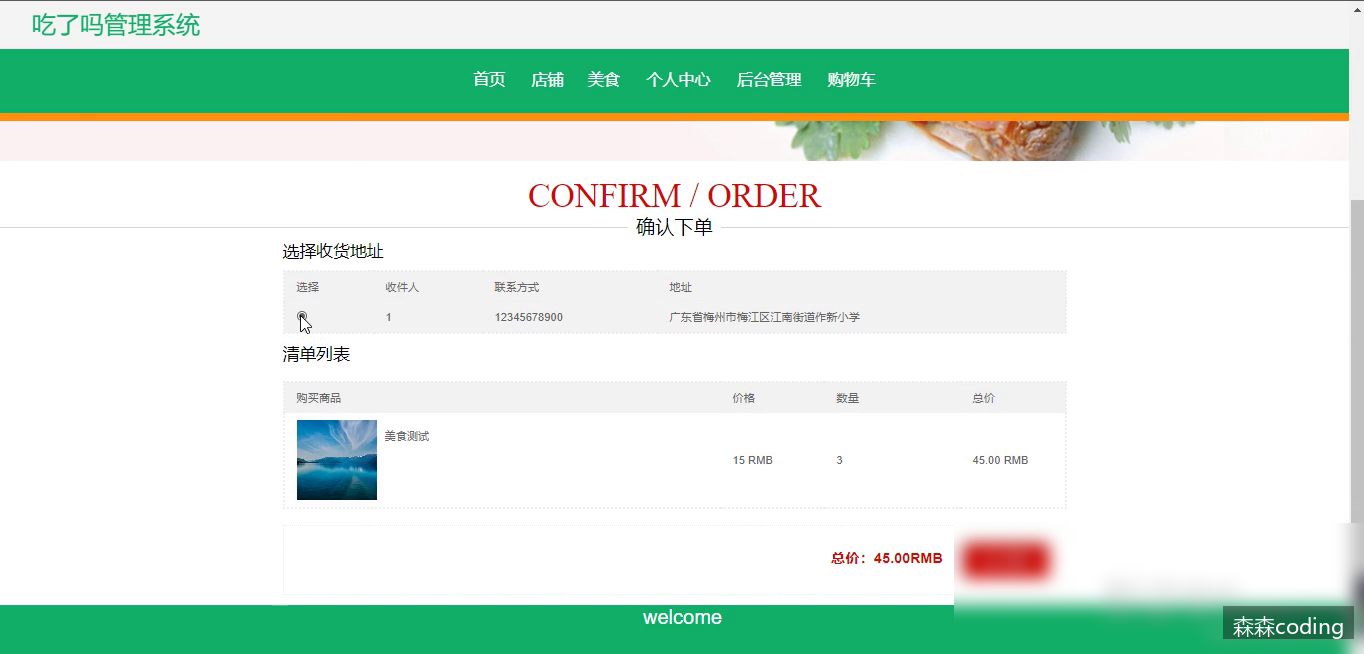 吃了吗管理系统
首页 店铺 美食 个人中心 后台管理 购物车
CONFIRM / ORDER
确认下单
选择收货地址
选择 收件人 联系方式 地址
1 12345678900 广东省梅州市梅江区江南街道作新小学
清单列表
购买商品 价格 数量 总价
美食测试
15 RMB 3 45.00 RMB
总价：45.00RMB
welcome
森森coding